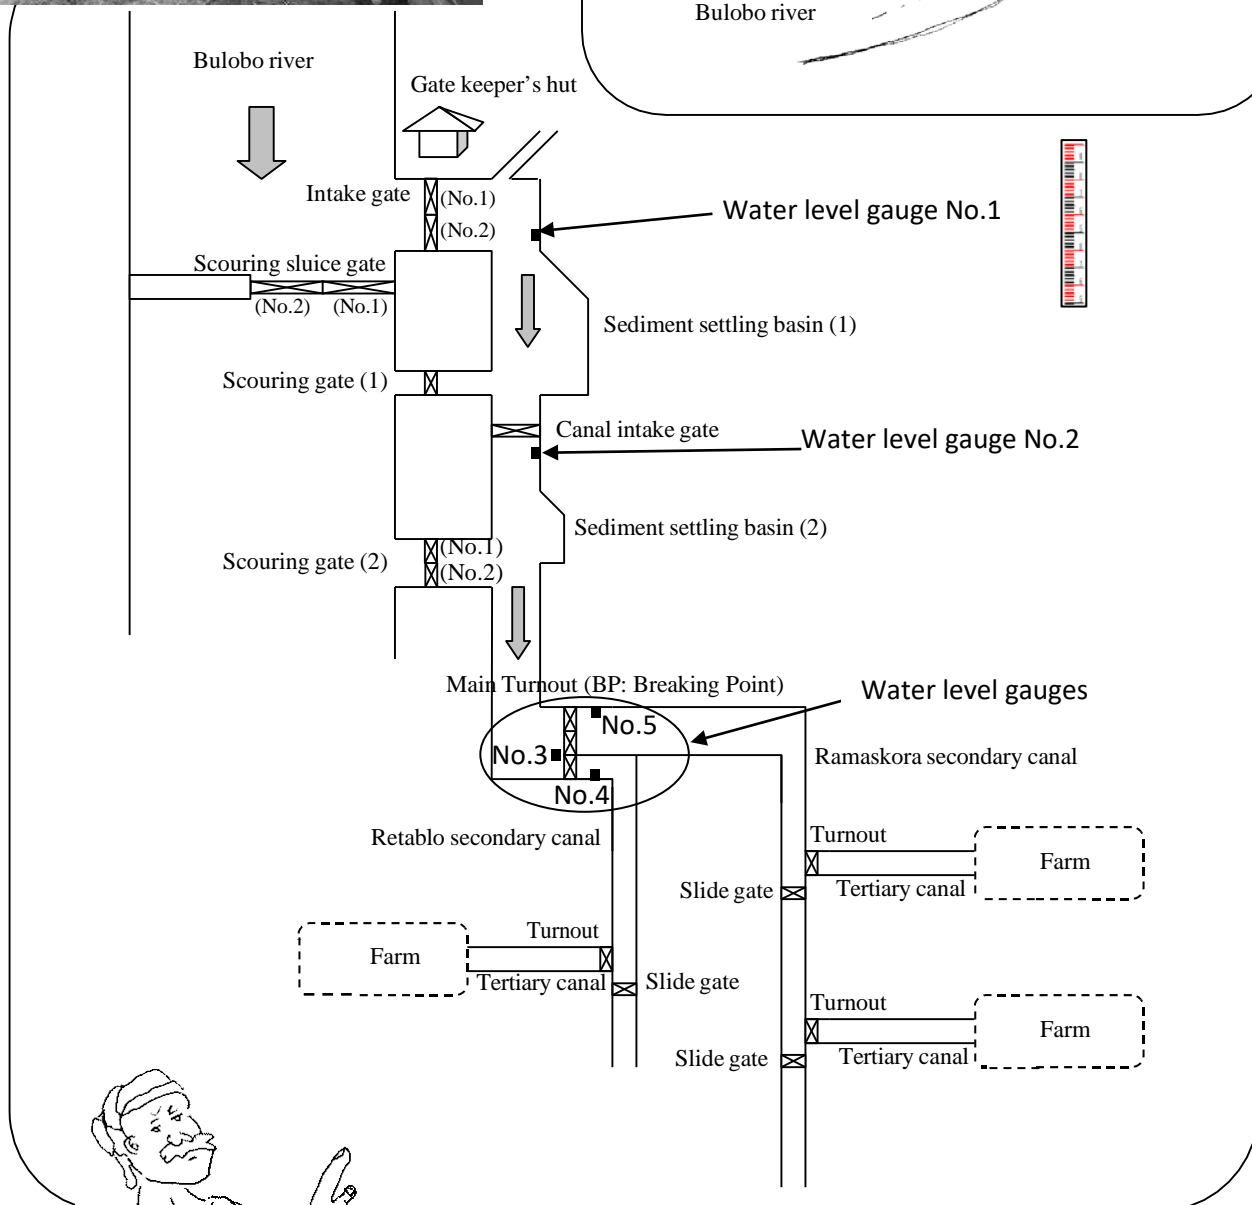 Bulobo river
Bulobo river
Gate keeper's hut
Intake gate
(No.1)
(No.2)
Water level gauge No.1
Scouring sluice gate
(No.2)
(No.1)
Sediment settling basin (1)
Scouring gate (1)
Canal intake gate
Water level gauge No.2
Sediment settling basin (2)
Scouring gate (2)
(No.1)
(No.2)
Main Turnout (BP: Breaking Point)
Water level gauges
No.5
No.3
No.4
Ramaskora secondary canal
Retablo secondary canal
Turnout
Farm
Tertiary canal
Slide gate
Turnout
Farm
Tertiary canal
Slide gate
Turnout
Farm
Tertiary canal
Slide gate